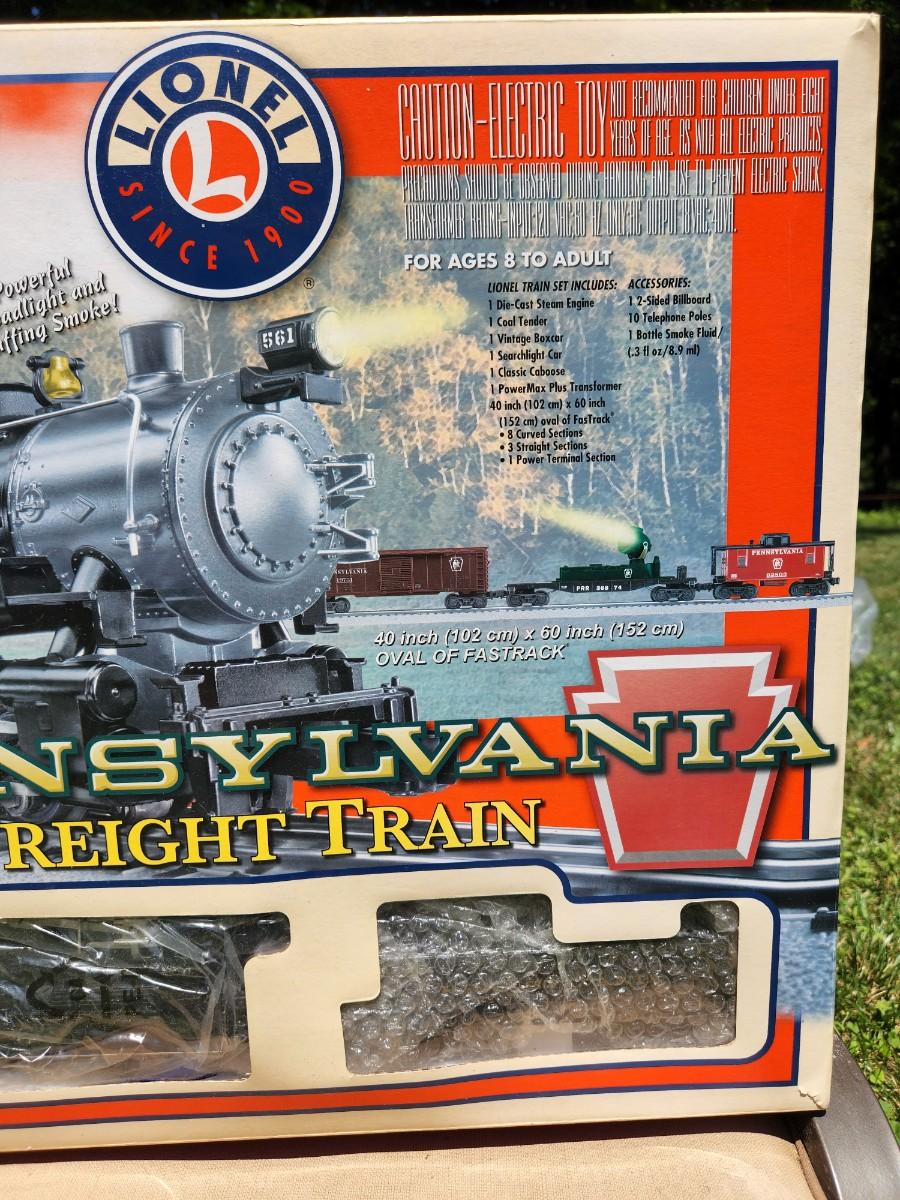 LIONEL
L
SINCE 1900
®
CAUTION-ELECTRIC TOY NOT RECOMMENDED FOR CHILDREN UNDER EIGHT
YEARS OF AGE. AS WITH ALL ELECTRIC PRODUCTS,
PRECAUTIONS SHOULD BE OBSERVED DURING HANDLING AND USE TO PREVENT ELECTRIC SHOCK.
TRANSFORMER RATING-INPUT:120
FOR AGES 8 TO ADULT
LIONEL TRAIN SET INCLUDES:
1 Die-Cast Steam Engine
1 Coal Tender
1 Vintage Boxcar
1 Searchlight Car
1 Classic Caboose
1 PowerMax Plus Transformer
40 inch (102 cm) x 60 inch
(152 cm) oval of FasTrack®
• 8 Curved Sections
• 3 Straight Sections
• 1 Power Terminal Section
ACCESSORIES:
1 2-Sided Billboard
10 Telephone Poles
1 Bottle Smoke Fluid/
(.3 fl oz/8.9 ml)
Powerful
eadlight and
ffing Smoke!
561
PENNSYLVANIA
PRR
40 inch (102 cm) x 60 inch (152 cm)
OVAL OF FASTRACK
NSYLVANIA
REIGHT TRAIN